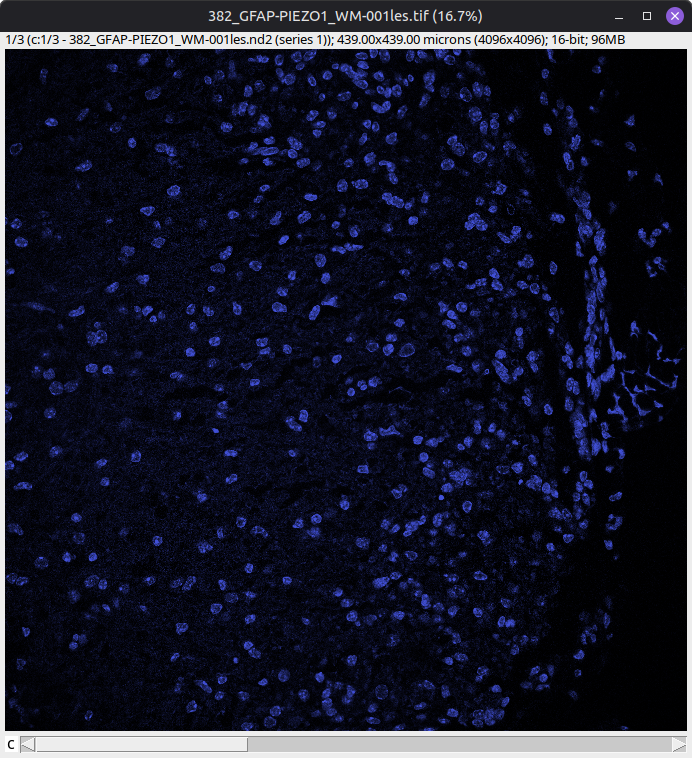 382_GFAP-PIEZO1_WM-001les.tif (16.7%)
1/3 (c:1/3 - 382_GFAP-PIEZO1_WM-001les.nd2 (series 1)); 439.00x439.00 microns (4096x4096); 16-bit; 96MB
C